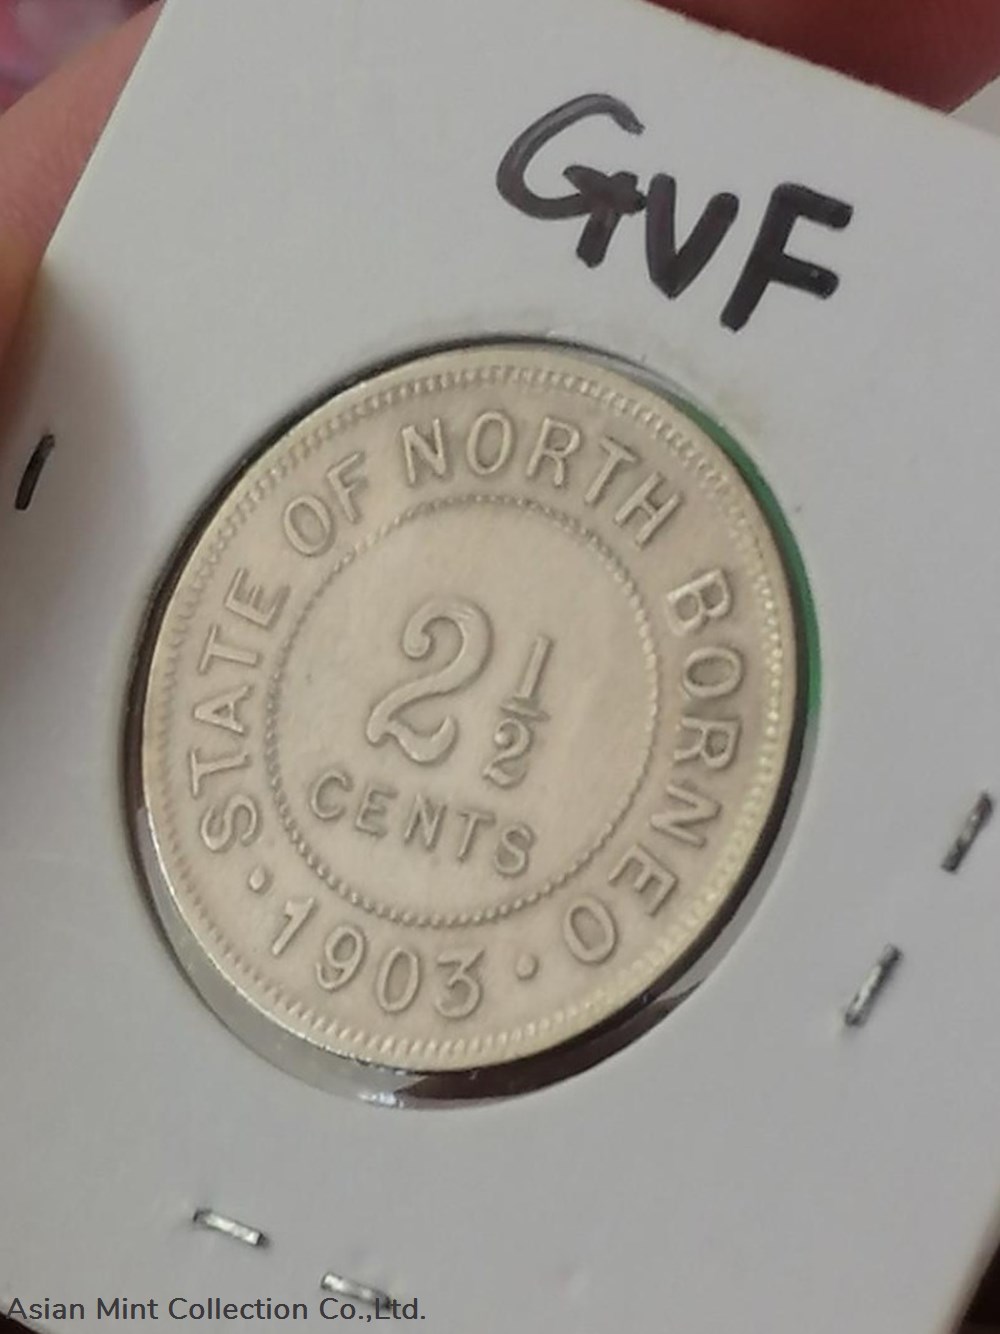 GVF
STATE OF NORTH BORNEO
2 1/2
CENTS
· 1903 ·
Asian Mint Collection Co.,Ltd.